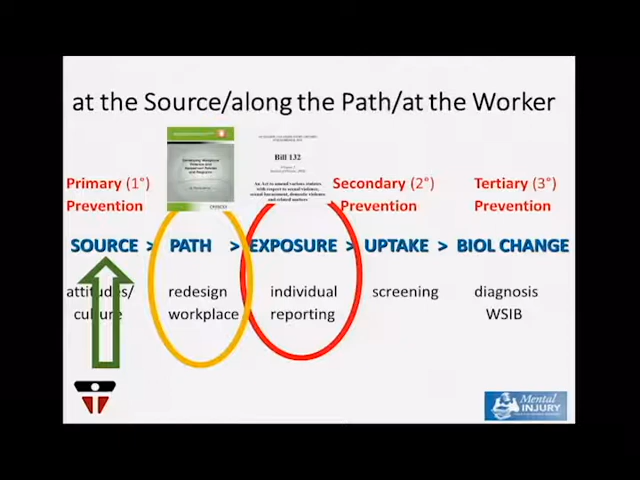 at the Source/along the Path/at the Worker
Bill 132
Primary (1°)
Prevention
Secondary (2°)
Prevention
Tertiary (3°)
Prevention
SOURCE > PATH > EXPOSURE > UPTAKE > BIOL CHANGE
attitudes/
culture
redesign
workplace
individual
reporting
screening
diagnosis
WSIB
Mental
INJURY